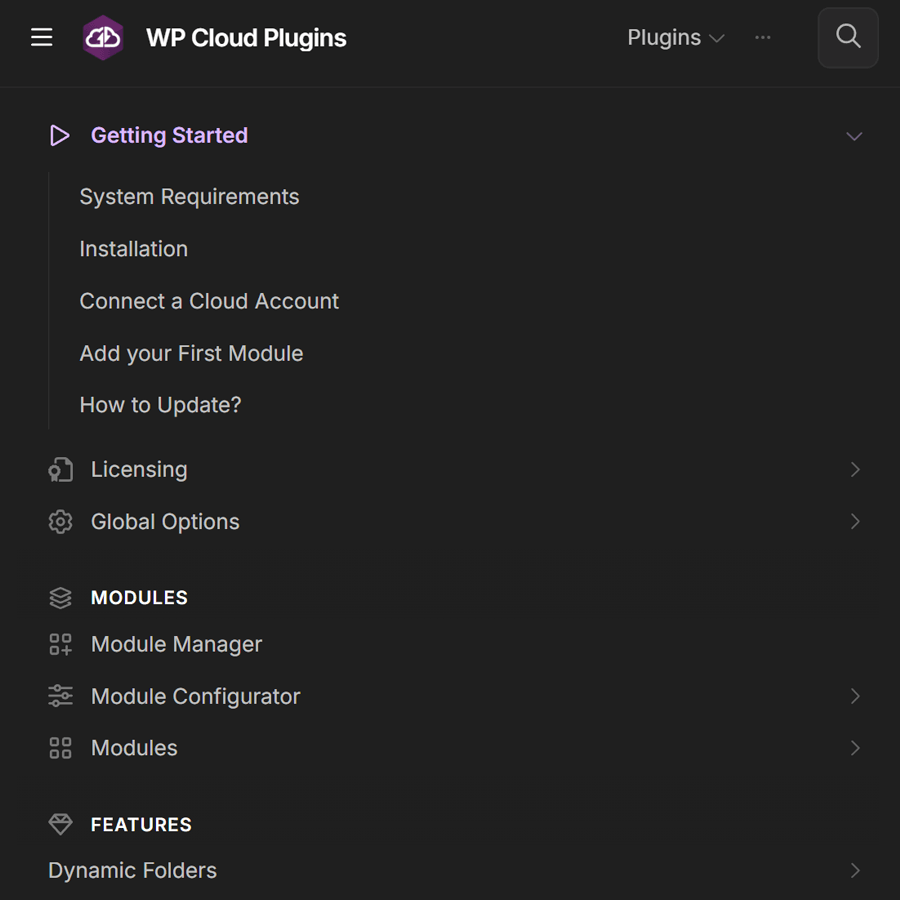 WP Cloud Plugins
Plugins
Getting Started
System Requirements
Installation
Connect a Cloud Account
Add your First Module
How to Update?
Licensing
Global Options
MODULES
Module Manager
Module Configurator
Modules
FEATURES
Dynamic Folders